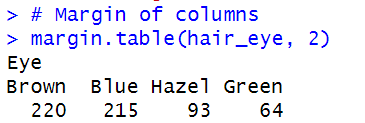 > # Margin of columns
> margin.table(hair_eye, 2)
Eye
Brown  Blue Hazel Green
  220   215    93    64